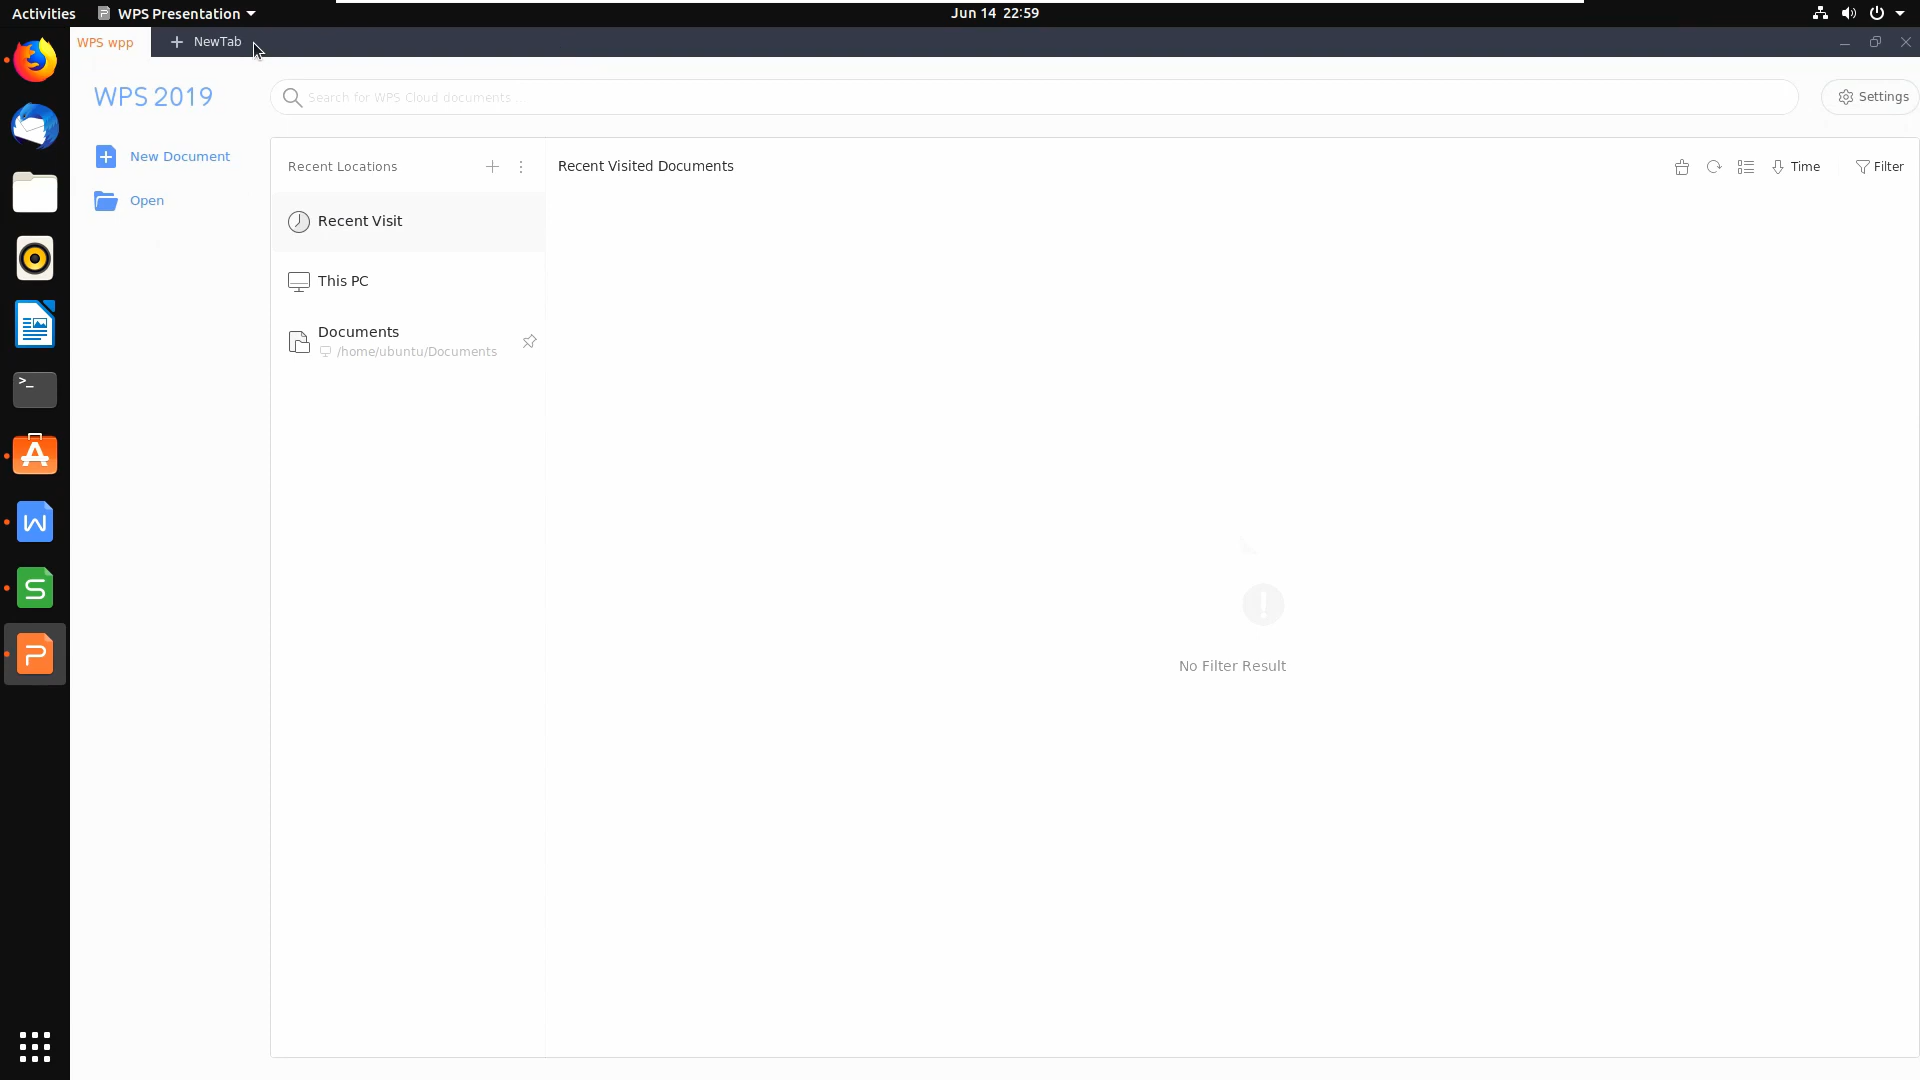 Activities WPS Presentation Jun 14 22:59
WPS wpp NewTab
WPS 2019 Search for WPS Cloud documents ... Settings
New Document
Open
Recent Locations
Recent Visit
This PC
Documents
/home/ubuntu/Documents
Recent Visited Documents Time Filter
No Filter Result